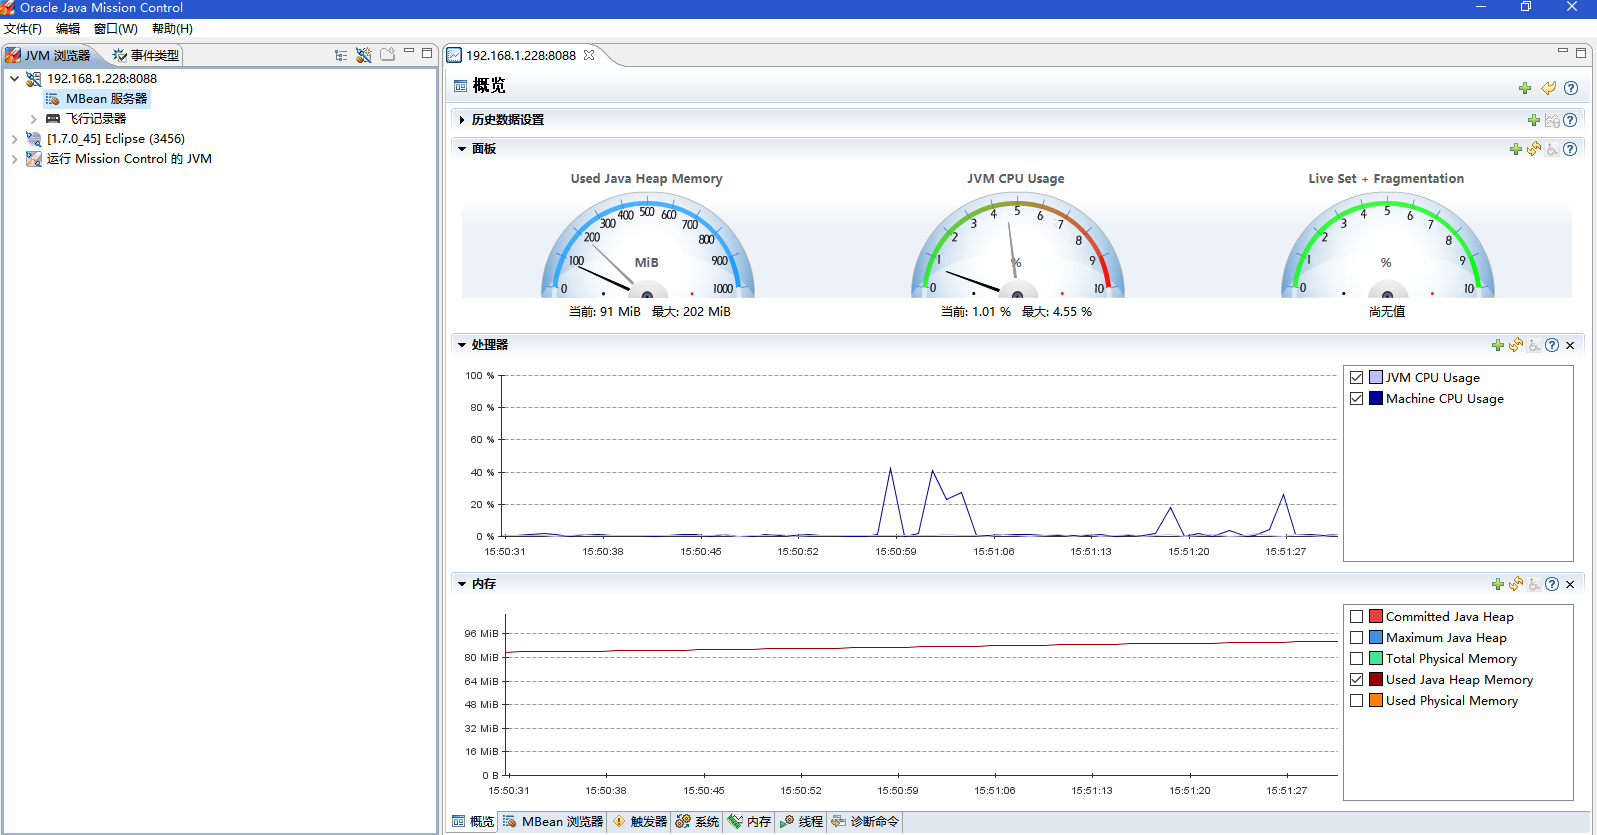 Oracle Java Mission Control
文件(F) 编辑 窗口(W) 帮助(H)
JVM 浏览器 事件类型
192.168.1.228:8088
MBean 服务器
飞行记录器
[1.7.0_45] Eclipse (3456)
运行 Mission Control 的 JVM
192.168.1.228:8088
概览
历史数据设置
面板
Used Java Heap Memory
0 100 200 300 400 500 600 700 800 900 1000
MiB
当前: 91 MiB 最大: 202 MiB
JVM CPU Usage
0 1 2 3 4 5 6 7 8 9 10
%
当前: 1.01 % 最大: 4.55 %
Live Set + Fragmentation
0 1 2 3 4 5 6 7 8 9 10
%
尚无值
处理器
100 %
80 %
60 %
40 %
20 %
0 %
15:50:31 15:50:38 15:50:45 15:50:52 15:50:59 15:51:06 15:51:13 15:51:20 15:51:27
JVM CPU Usage
Machine CPU Usage
内存
96 MiB
80 MiB
64 MiB
48 MiB
32 MiB
16 MiB
0 B
15:50:31 15:50:38 15:50:45 15:50:52 15:50:59 15:51:06 15:51:13 15:51:20 15:51:27
Committed Java Heap
Maximum Java Heap
Total Physical Memory
Used Java Heap Memory
Used Physical Memory
概览 MBean 浏览器 触发器 系统 内存 线程 诊断命令